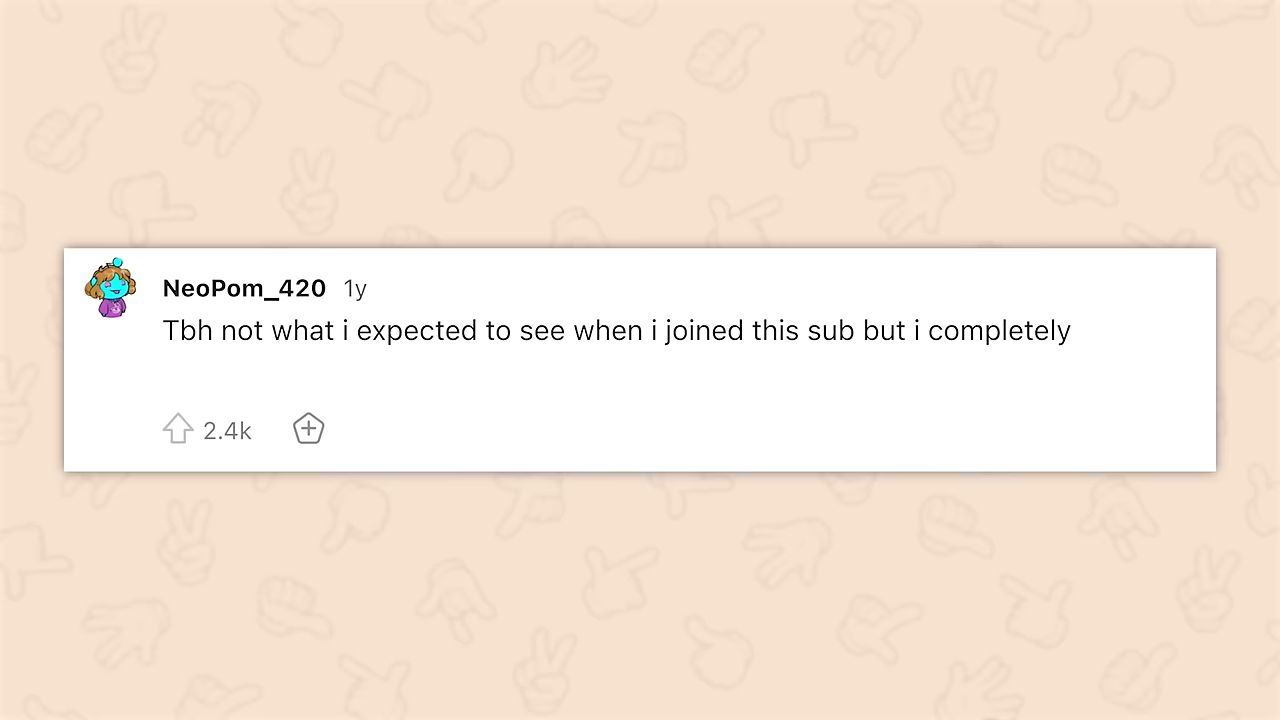 NeoPom_420 1y
Tbh not what i expected to see when i joined this sub but i completely
2.4k